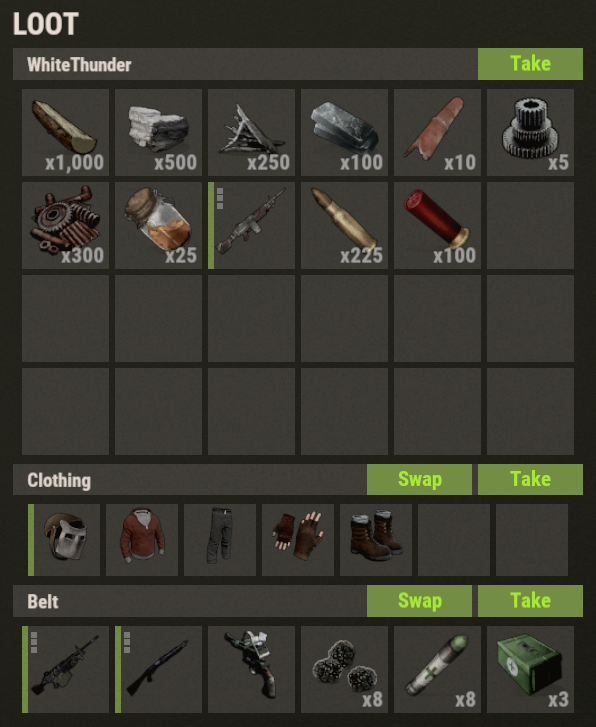 LOOT
WhiteThunder Take
x1,000 x500 x250 x100 x10 x5
x300 x25 x225 x100
Clothing Swap Take
Belt Swap Take
x8 x8 x3